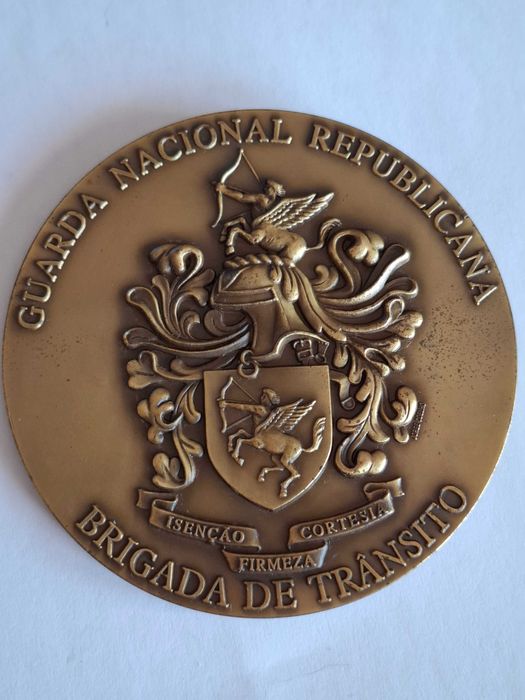 GUARDA NACIONAL REPUBLICANA
ISENÇÃO
FIRMEZA
CORTESIA
BRIGADA DE TRÂNSITO